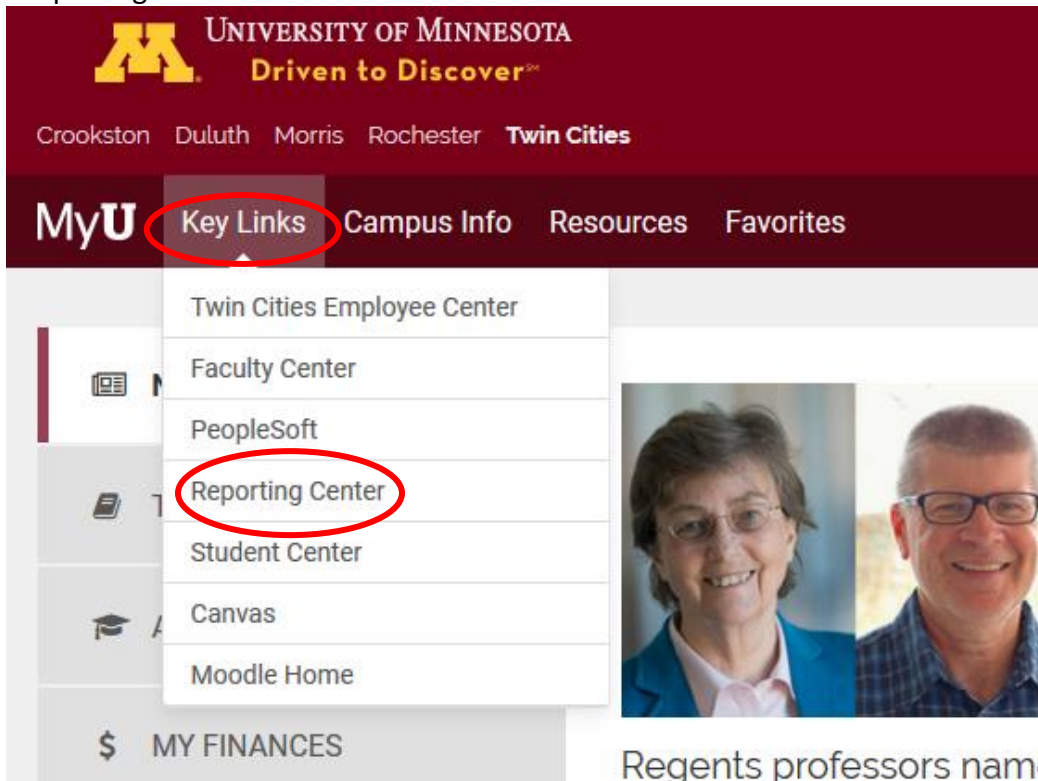 UNIVERSITY OF MINNESOTA
Driven to Discover℠
Crookston Duluth Morris Rochester Twin Cities
MyU Key Links Campus Info Resources Favorites
Twin Cities Employee Center
Faculty Center
PeopleSoft
Reporting Center
Student Center
Canvas
Moodle Home
$ MY FINANCES
Regents professors